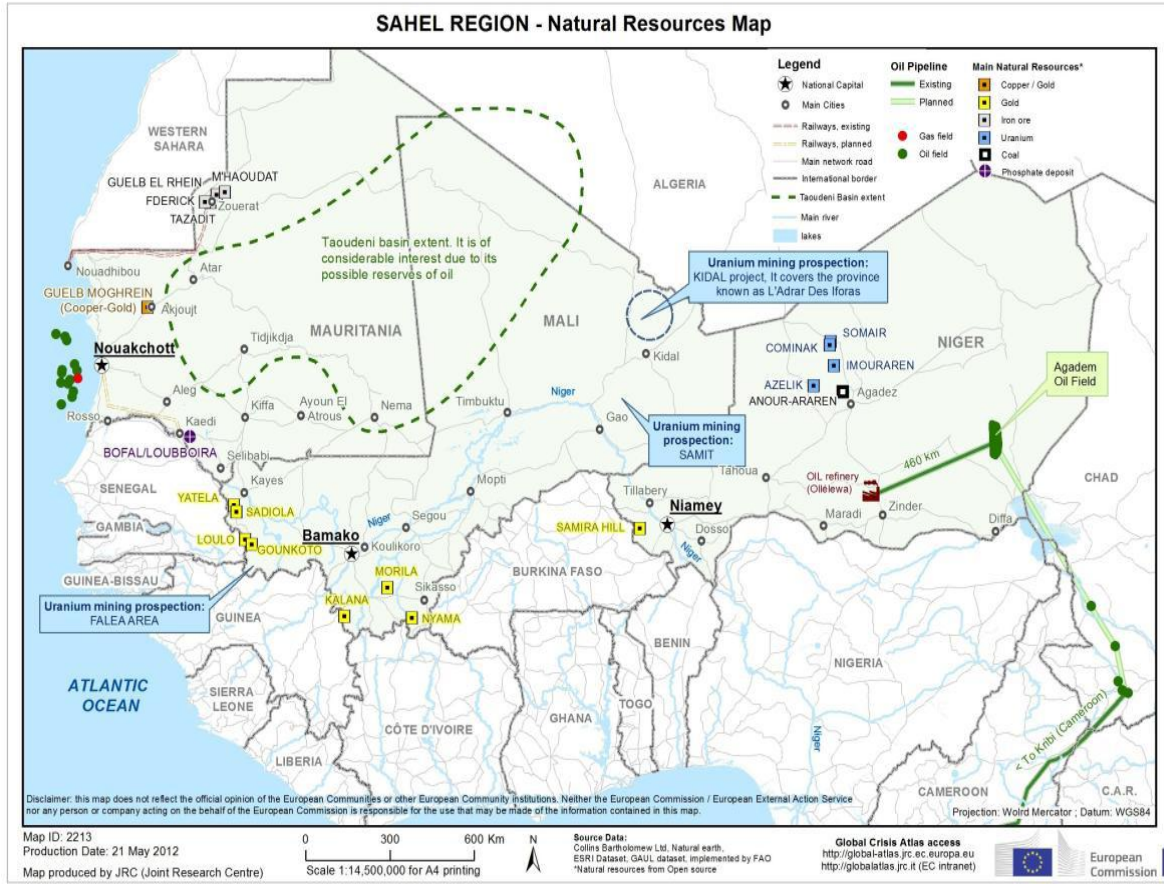 SAHEL REGION - Natural Resources Map
Legend
National Capital
Main Cities
Railways, existing
Railways, planned
Main network road
International border
Taoudeni Basin extent
Main river
lakes
Oil Pipeline
Existing
Planned
Gas field
Oil field
Main Natural Resources*
Copper / Gold
Gold
Iron ore
Uranium
Coal
Phosphate deposit
WESTERN
SAHARA
ALGERIA
GUELB EL RHEIN
M'HAOUDAT
FDERICK
Zouerat
TAZADIT
Taoudeni basin extent. It is of
considerable interest due to its
possible reserves of oil
Uranium mining prospection:
KIDAL project, It covers the province
known as L'Adrar Des Iforas
Nouadhibou
Atar
GUELB MOGHREIN
(Cooper-Gold)
Akjoujt
MAURITANIA
MALI
NIGER
Tidjikdja
Nouakchott
Kidal
SOMAIR
COMINAK
IMOURAREN
AZELIK
ANOUR-ARAREN
Agadez
Agadem
Oil Field
Aleg
Kiffa
Ayoun El
Atrous
Nema
Timbuktu
Niger
Gao
Rosso
Kaedi
BOFAL/LOUBBOIRA
Uranium mining prospection:
SAMIT
Selibabi
SENEGAL
Kayes
Mopti
Tahoua
460 km
OIL refinery
(Ollélewa)
CHAD
YATELA
SADIOLA
Tillabery
Niamey
Zinder
Maradi
Diffa
GAMBIA
Segou
Niger
SAMIRA HILL
Dosso
LOULO
GOUNKOTO
Bamako
Koulikoro
Niger
GUINEA-BISSAU
MORILA
BURKINA FASO
Sikasso
KALANA
NYAMA
Uranium mining prospection:
FALEA AREA
GUINEA
BENIN
NIGERIA
ATLANTIC
OCEAN
SIERRA
LEONE
CÔTE D'IVOIRE
GHANA
TOGO
LIBERIA
Niger
< To Kribi (Cameroon)
CAMEROON
C.A.R.
Disclaimer: this map does not reflect the official opinion of the European Communities or other European Community institutions. Neither the European Commission / European External Action Service
nor any person or company acting on the behalf of the European Commission is responsible for the use that may be made of the information contained in this map.
Projection: Wolrd Mercator ; Datum: WGS84
Map ID: 2213
Production Date: 21 May 2012
Map produced by JRC (Joint Research Centre)
0 300 600 Km
Scale 1:14,500,000 for A4 printing
N
Source Data:
Collins Bartholomew Ltd, Natural earth,
ESRI Dataset, GAUL dataset, implemented by FAO
*Natural resources from Open source
Global Crisis Atlas access
http://global-atlas.jrc.ec.europa.eu
http://globalatlas.jrc.it (EC intranet)
European
Commission